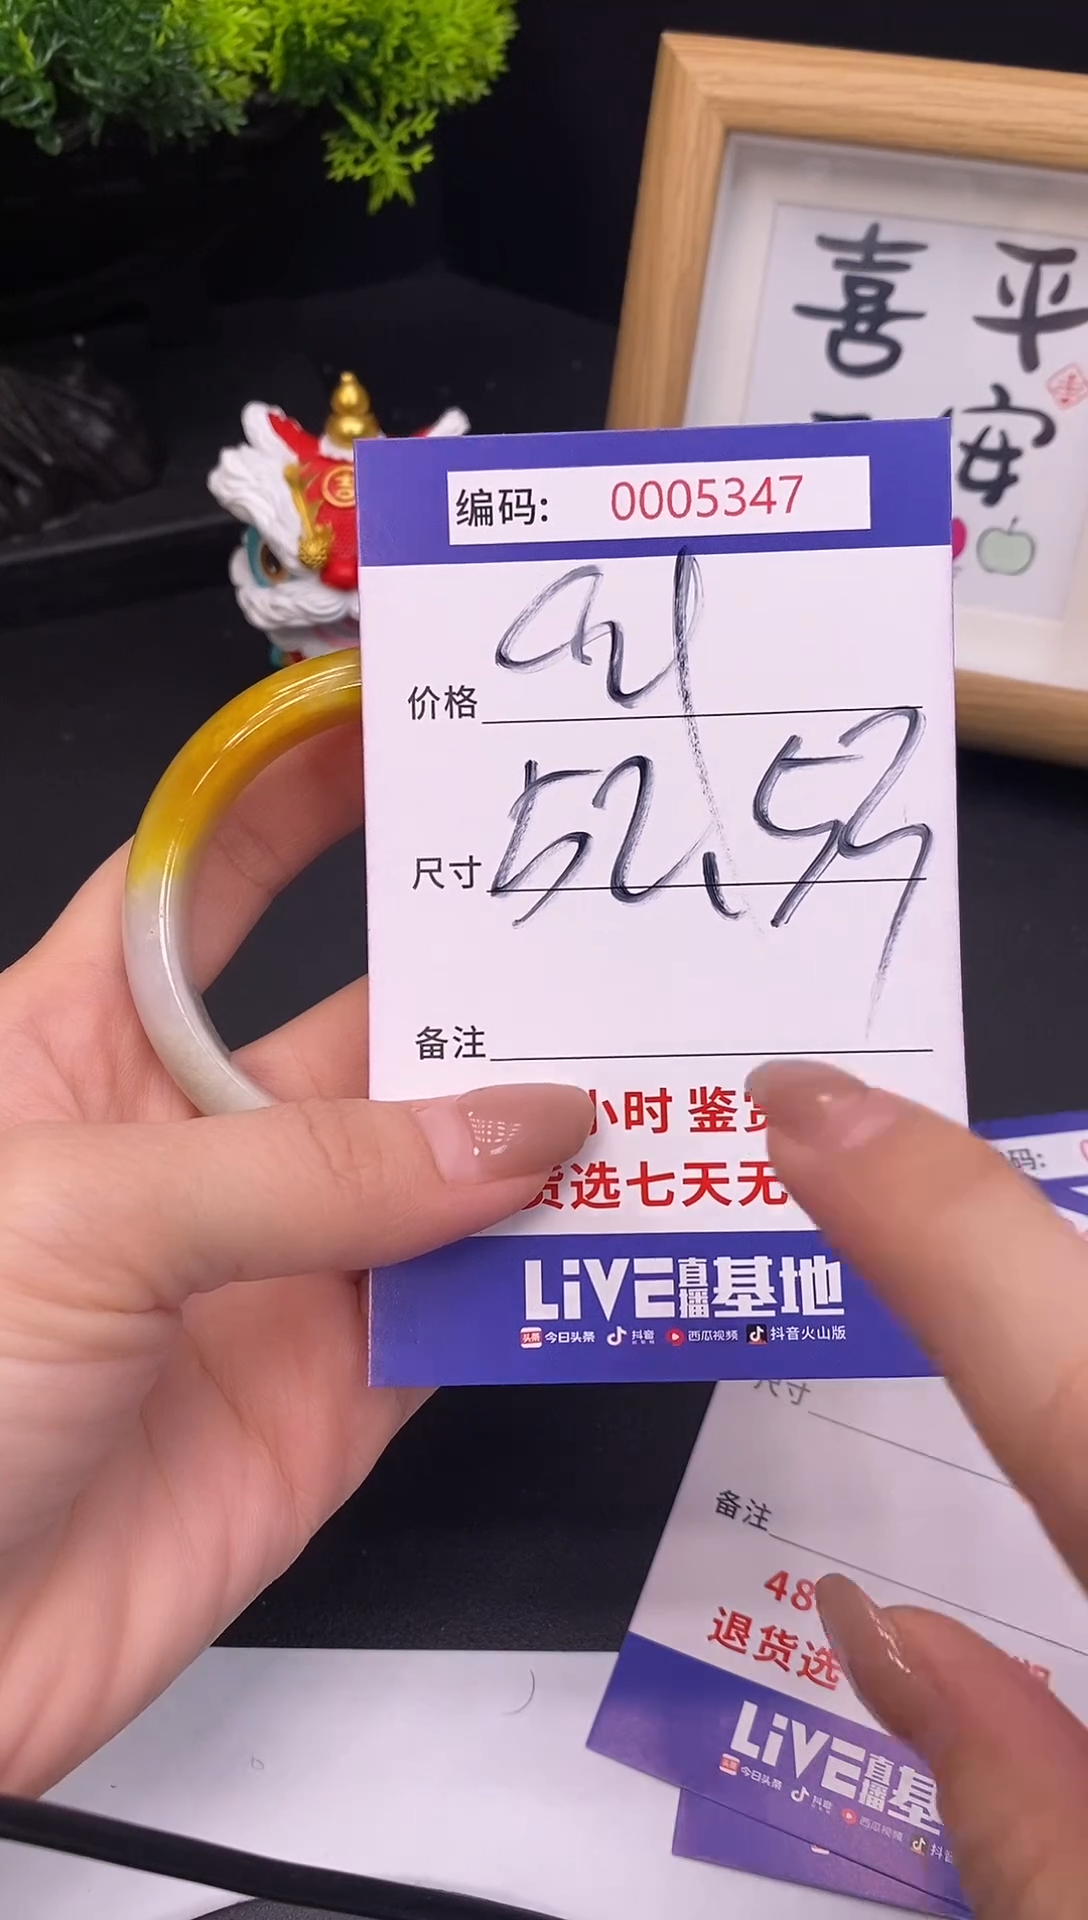 喜 平
安
编码: 0005347
价格
尺寸 52.53
备注
小时 鉴赏
货选七天无
LiVE直播基地
今日头条 抖音 西瓜视频 抖音火山版
码:
尺寸
备注
48
退货选
LiVE直播基
今日头条 抖音 西瓜视频 抖音